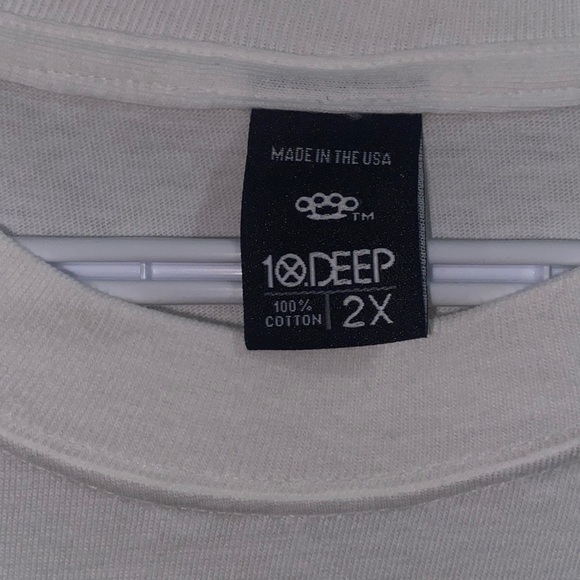 MADE IN THE USA
TM
10.DEEP
100% COTTON
2X